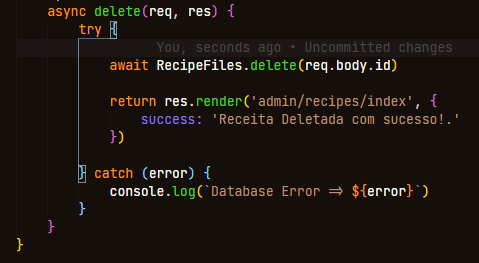 async delete(req, res) {
try {
You, seconds ago • Uncommitted changes
await RecipeFiles.delete(req.body.id)
return res.render('admin/recipes/index', {
success: 'Receita Deletada com sucesso!.'
})
} catch (error) {
console.log(`Database Error => ${error}`)
}
}
}